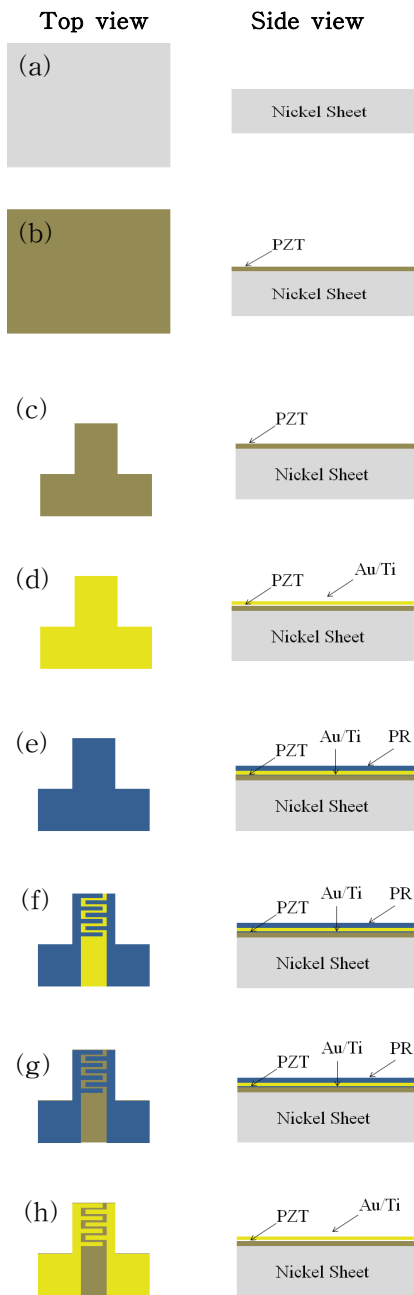 Top view Side view
(a)
Nickel Sheet
(b)
PZT
Nickel Sheet
(c)
PZT
Nickel Sheet
(d)
PZT Au/Ti
Nickel Sheet
(e)
PZT Au/Ti PR
Nickel Sheet
(f)
PZT Au/Ti PR
Nickel Sheet
(g)
PZT Au/Ti PR
Nickel Sheet
(h)
PZT Au/Ti
Nickel Sheet